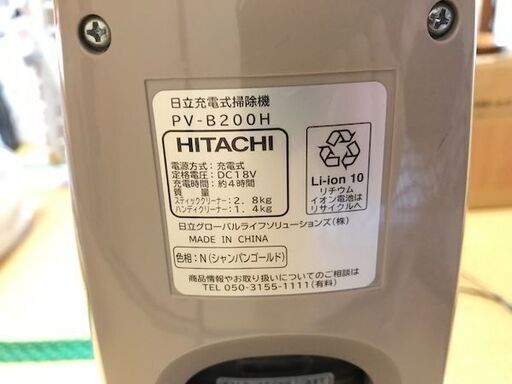 日立充電式掃除機
PV-B200H
HITACHI
電源方式：充電式
定格電圧：DC18V
充電時間：約4時間
質　　量
スティッククリーナー：2.8kg
ハンディクリーナー：1.4kg
Li-ion 10
リチウム
イオン電池は
リサイクルへ
日立グローバルライフソリューションズ(株)
MADE IN CHINA
色相：N(シャンパンゴールド)
商品情報やお取り扱いについてのご相談は
TEL 050-3155-1111(有料)